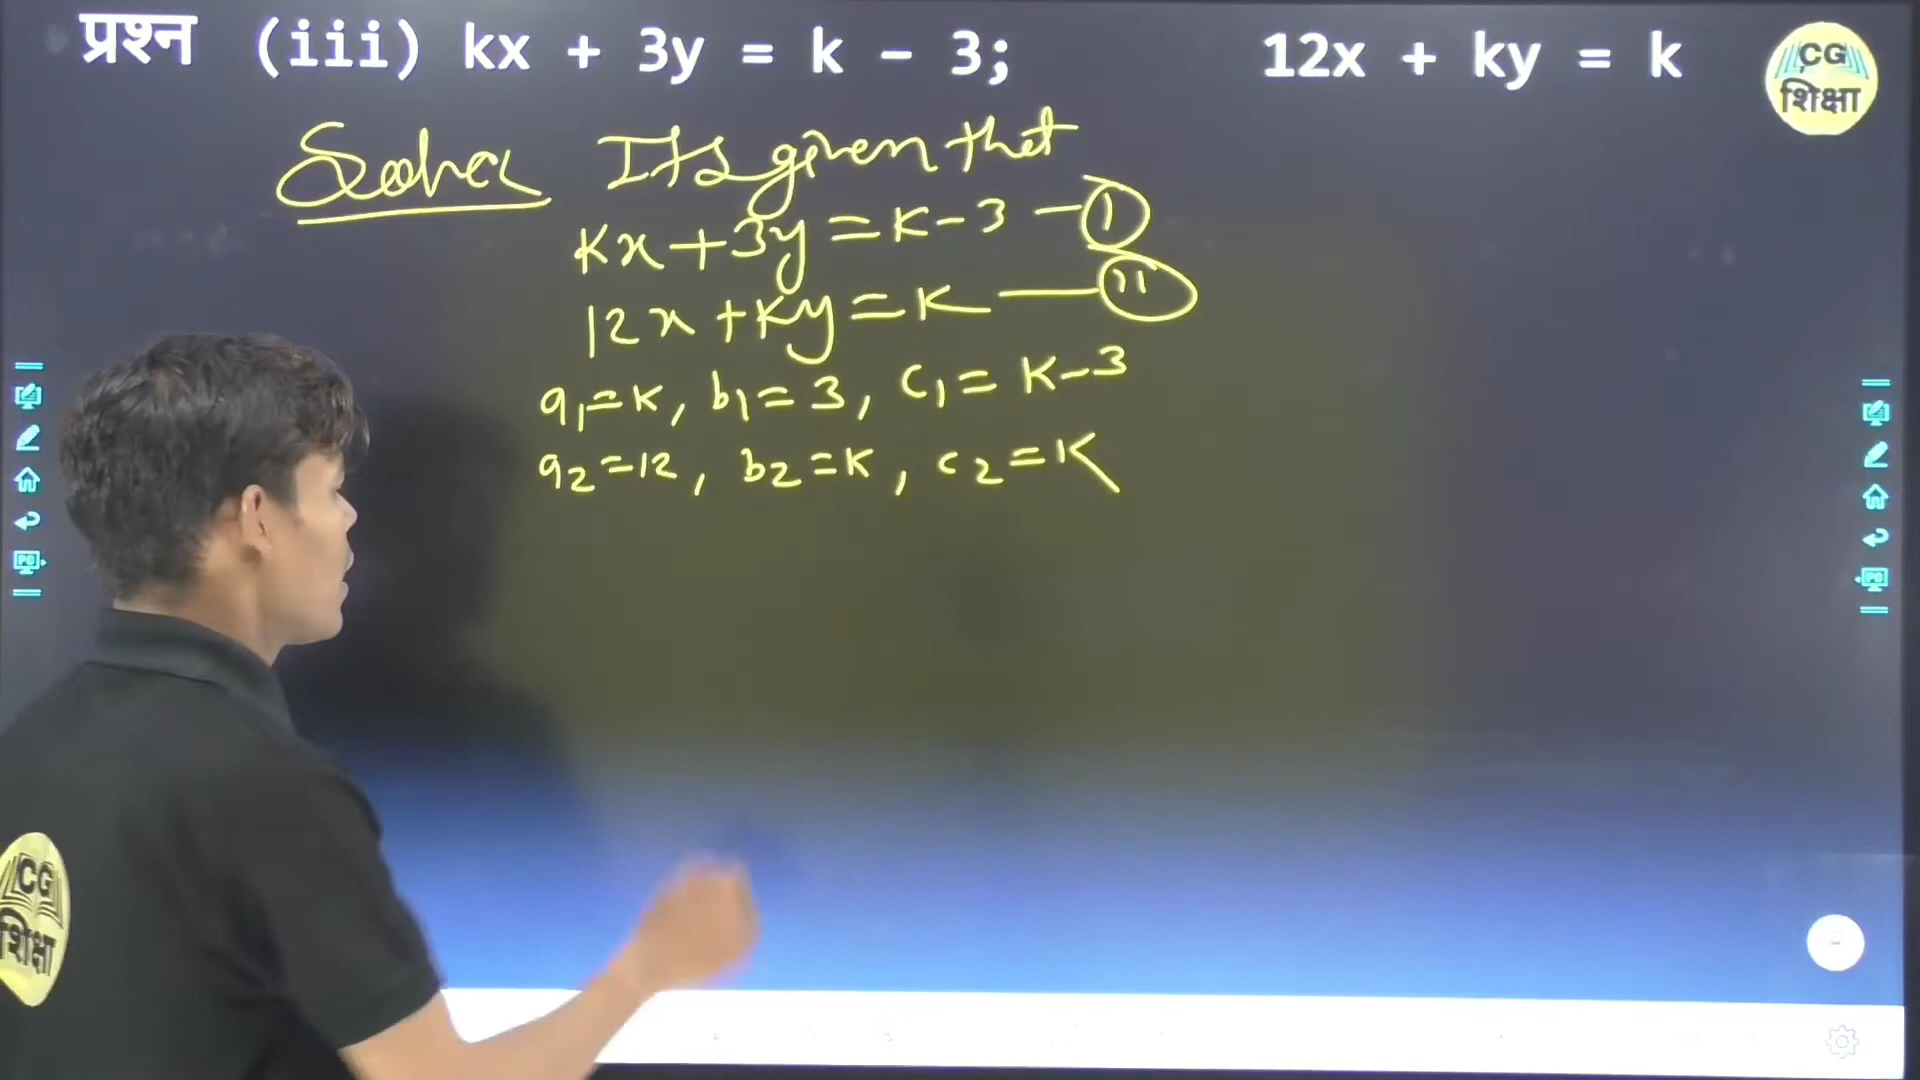 प्रश्न (iii) kx + 3y = k - 3; 12x + ky = k
CG
शिक्षा
Its given that
kx+3y=k-3 - I
12x+ky=k — II
a1=k, b1=3, c1=k-3
a2=12, b2=k, c2=k
CG
शिक्षा